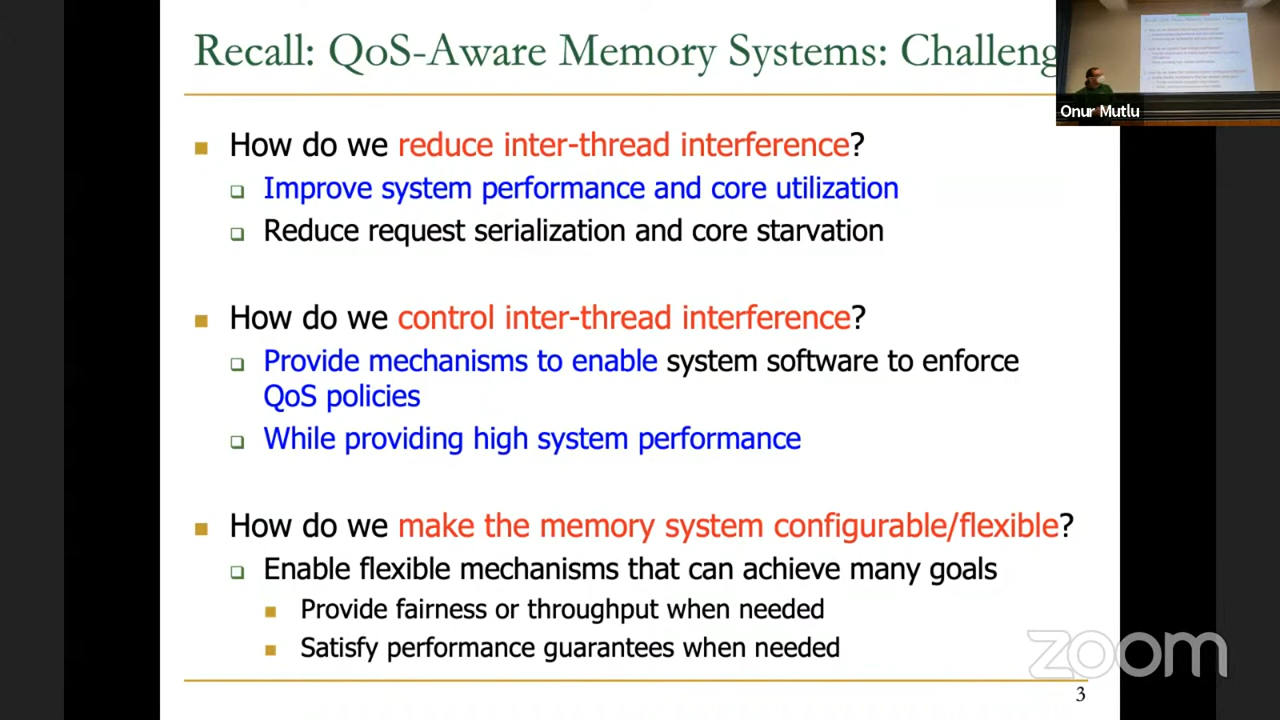 Recall: QoS-Aware Memory Systems: Challeng
Onur Mutlu
How do we reduce inter-thread interference?
Improve system performance and core utilization
Reduce request serialization and core starvation
How do we control inter-thread interference?
Provide mechanisms to enable system software to enforce
QoS policies
While providing high system performance
How do we make the memory system configurable/flexible?
Enable flexible mechanisms that can achieve many goals
Provide fairness or throughput when needed
Satisfy performance guarantees when needed
zoom
3